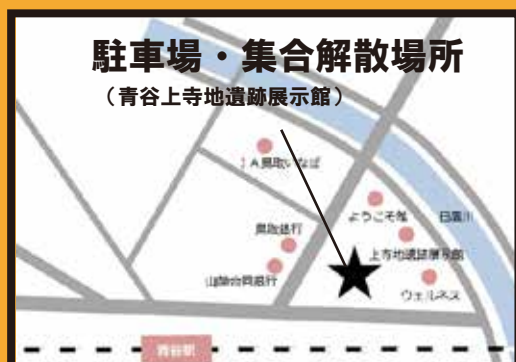 駐車場・集合解散場所
（青谷上寺地遺跡展示館）
JA鳥取いなば
ようこそ館
日置川
鳥取銀行
上寺地遺跡展示館
山陰合同銀行
ウェルネス
青谷駅